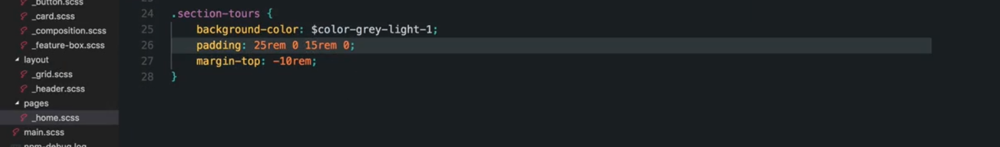 _button.scss
_card.scss
_composition.scss
_feature-box.scss
layout
_grid.scss
_header.scss
pages
_home.scss
main.scss
npm-debug.log
23
24 .section-tours {
25 background-color: $color-grey-light-1;
26 padding: 25rem 0 15rem 0;
27 margin-top: -10rem;
28 }